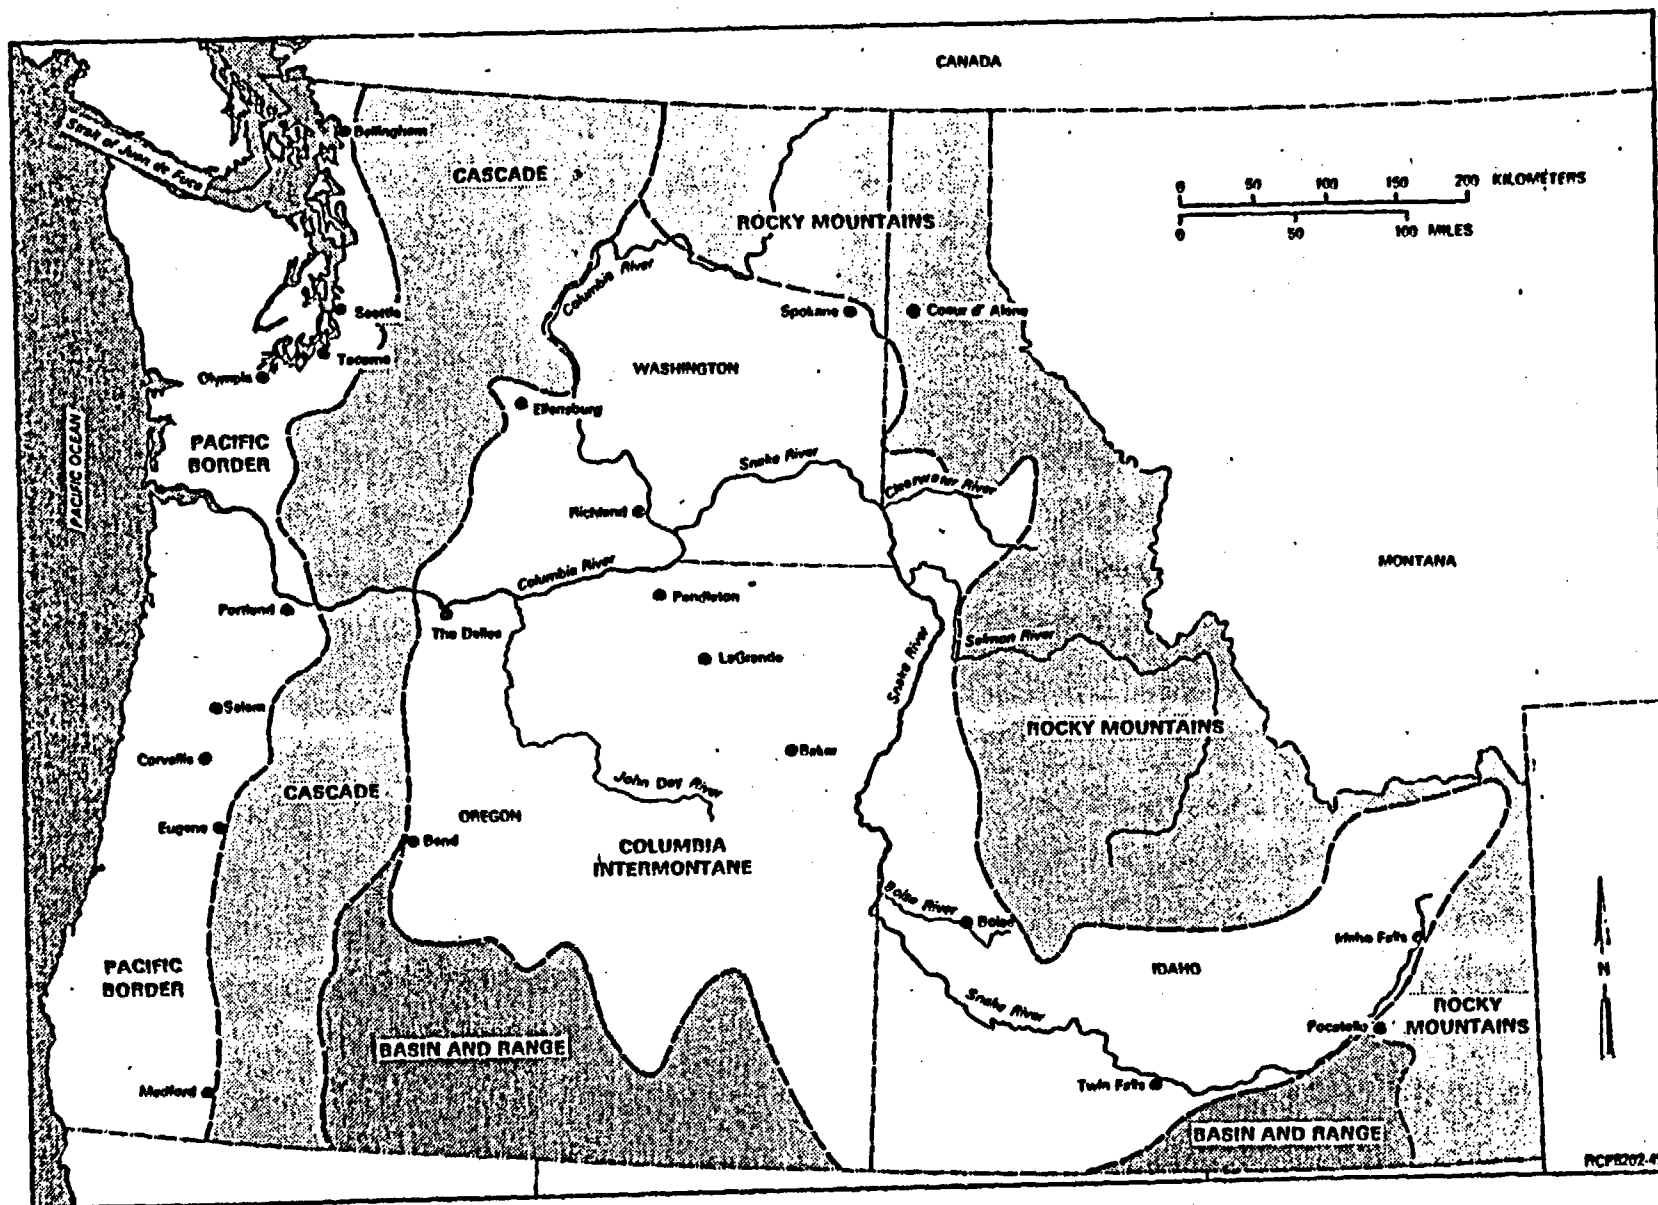 CANADA
Strait of Juan de Fuca
Bellingham
CASCADE
0 50 100 150 200 KILOMETERS
0 50 100 MILES
ROCKY MOUNTAINS
Columbia River
Seattle
Spokane
Coeur d' Alene
Tacoma
Olympia
WASHINGTON
Ellensburg
PACIFIC OCEAN
PACIFIC
BORDER
Snake River
Clearwater River
Richland
MONTANA
Columbia River
Portland
The Dalles
Pendleton
Salmon River
LaGrande
Snake River
Salem
ROCKY MOUNTAINS
Corvallis
Baker
John Day River
CASCADE
OREGON
Eugene
Bend
COLUMBIA
INTERMONTANE
Boise River
Boise
Idaho Falls
PACIFIC
BORDER
IDAHO
N
Snake River
ROCKY
MOUNTAINS
Pocatello
BASIN AND RANGE
Twin Falls
Medford
BASIN AND RANGE